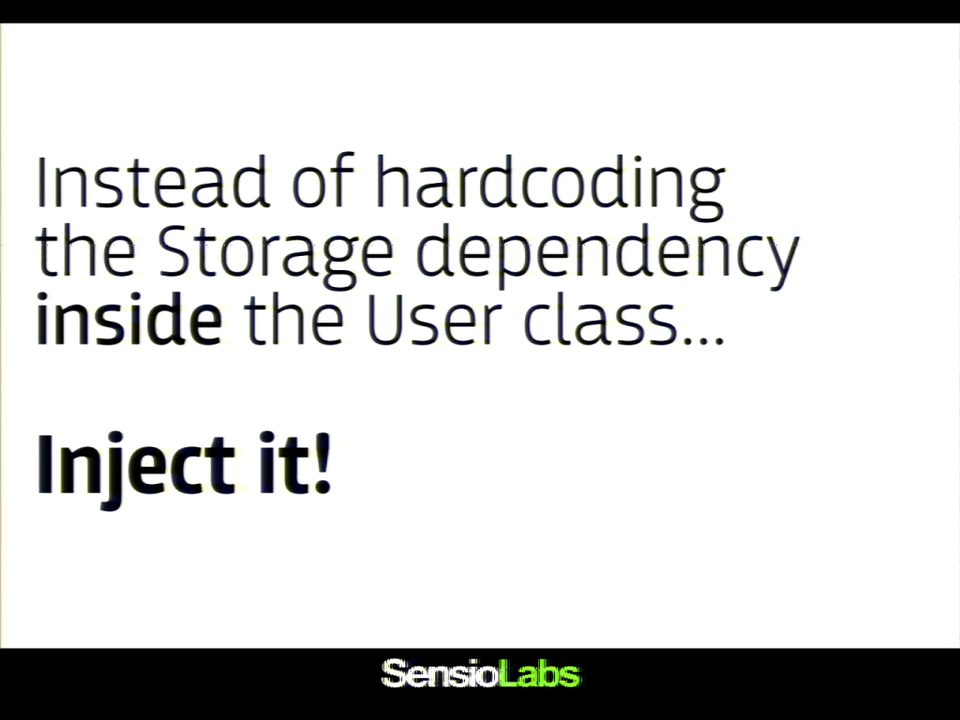 Instead of hardcoding
the Storage dependency
inside the User class...
Inject it!
SensioLabs